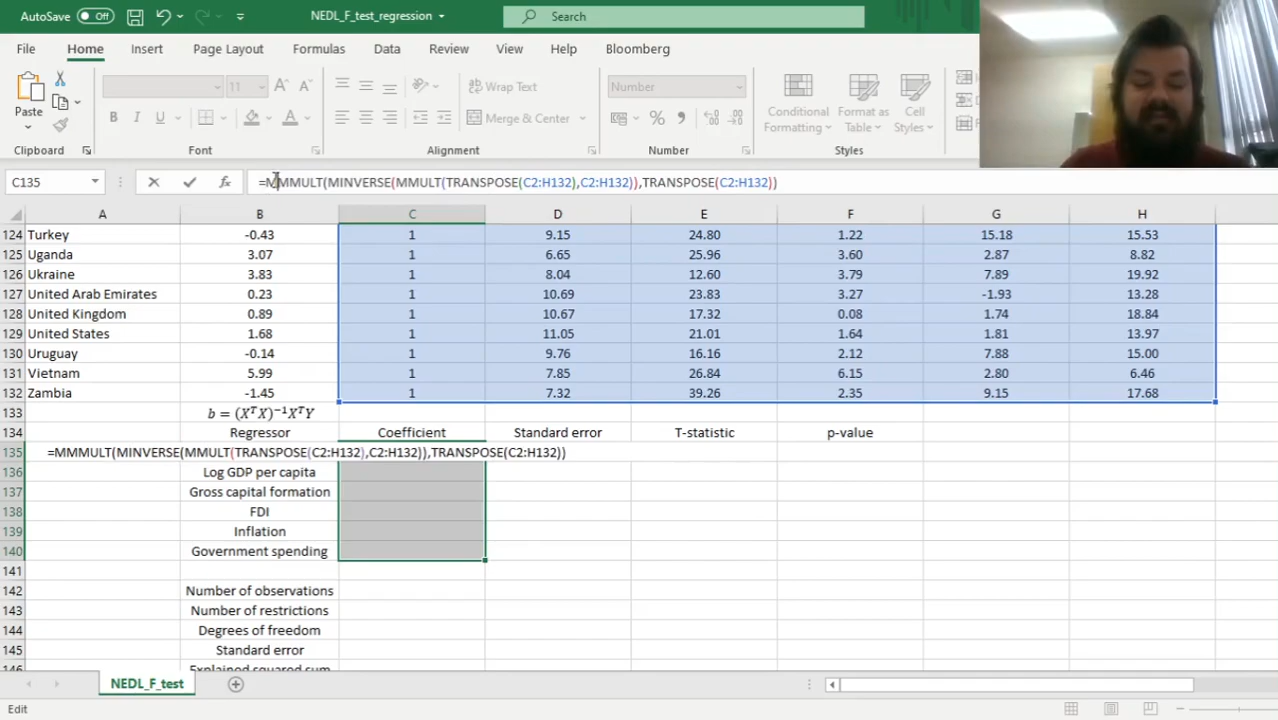 AutoSave Off NEDL_F_test_regression Search
File Home Insert Page Layout Formulas Data Review View Help Bloomberg
Paste 11 Wrap Text Number Conditional Formatting Format as Table Cell Styles
B I U Merge & Center
Clipboard Font Alignment Number Styles
C135 fx =MMMULT(MINVERSE(MMULT(TRANSPOSE(C2:H132),C2:H132)),TRANSPOSE(C2:H132))
A B C D E F G H
124 Turkey -0.43 1 9.15 24.80 1.22 15.18 15.53
125 Uganda 3.07 1 6.65 25.96 3.60 2.87 8.82
126 Ukraine 3.83 1 8.04 12.60 3.79 7.89 19.92
127 United Arab Emirates 0.23 1 10.69 23.83 3.27 -1.93 13.28
128 United Kingdom 0.89 1 10.67 17.32 0.08 1.74 18.84
129 United States 1.68 1 11.05 21.01 1.64 1.81 13.97
130 Uruguay -0.14 1 9.76 16.16 2.12 7.88 15.00
131 Vietnam 5.99 1 7.85 26.84 6.15 2.80 6.46
132 Zambia -1.45 1 7.32 39.26 2.35 9.15 17.68
133 b = (XᵀX)⁻¹XᵀY
134 Regressor Coefficient Standard error T-statistic p-value
135 =MMMULT(MINVERSE(MMULT(TRANSPOSE(C2:H132),C2:H132)),TRANSPOSE(C2:H132))
136 Log GDP per capita
137 Gross capital formation
138 FDI
139 Inflation
140 Government spending
141
142 Number of observations
143 Number of restrictions
144 Degrees of freedom
145 Standard error
146 Explained squared sum
NEDL_F_test
Edit